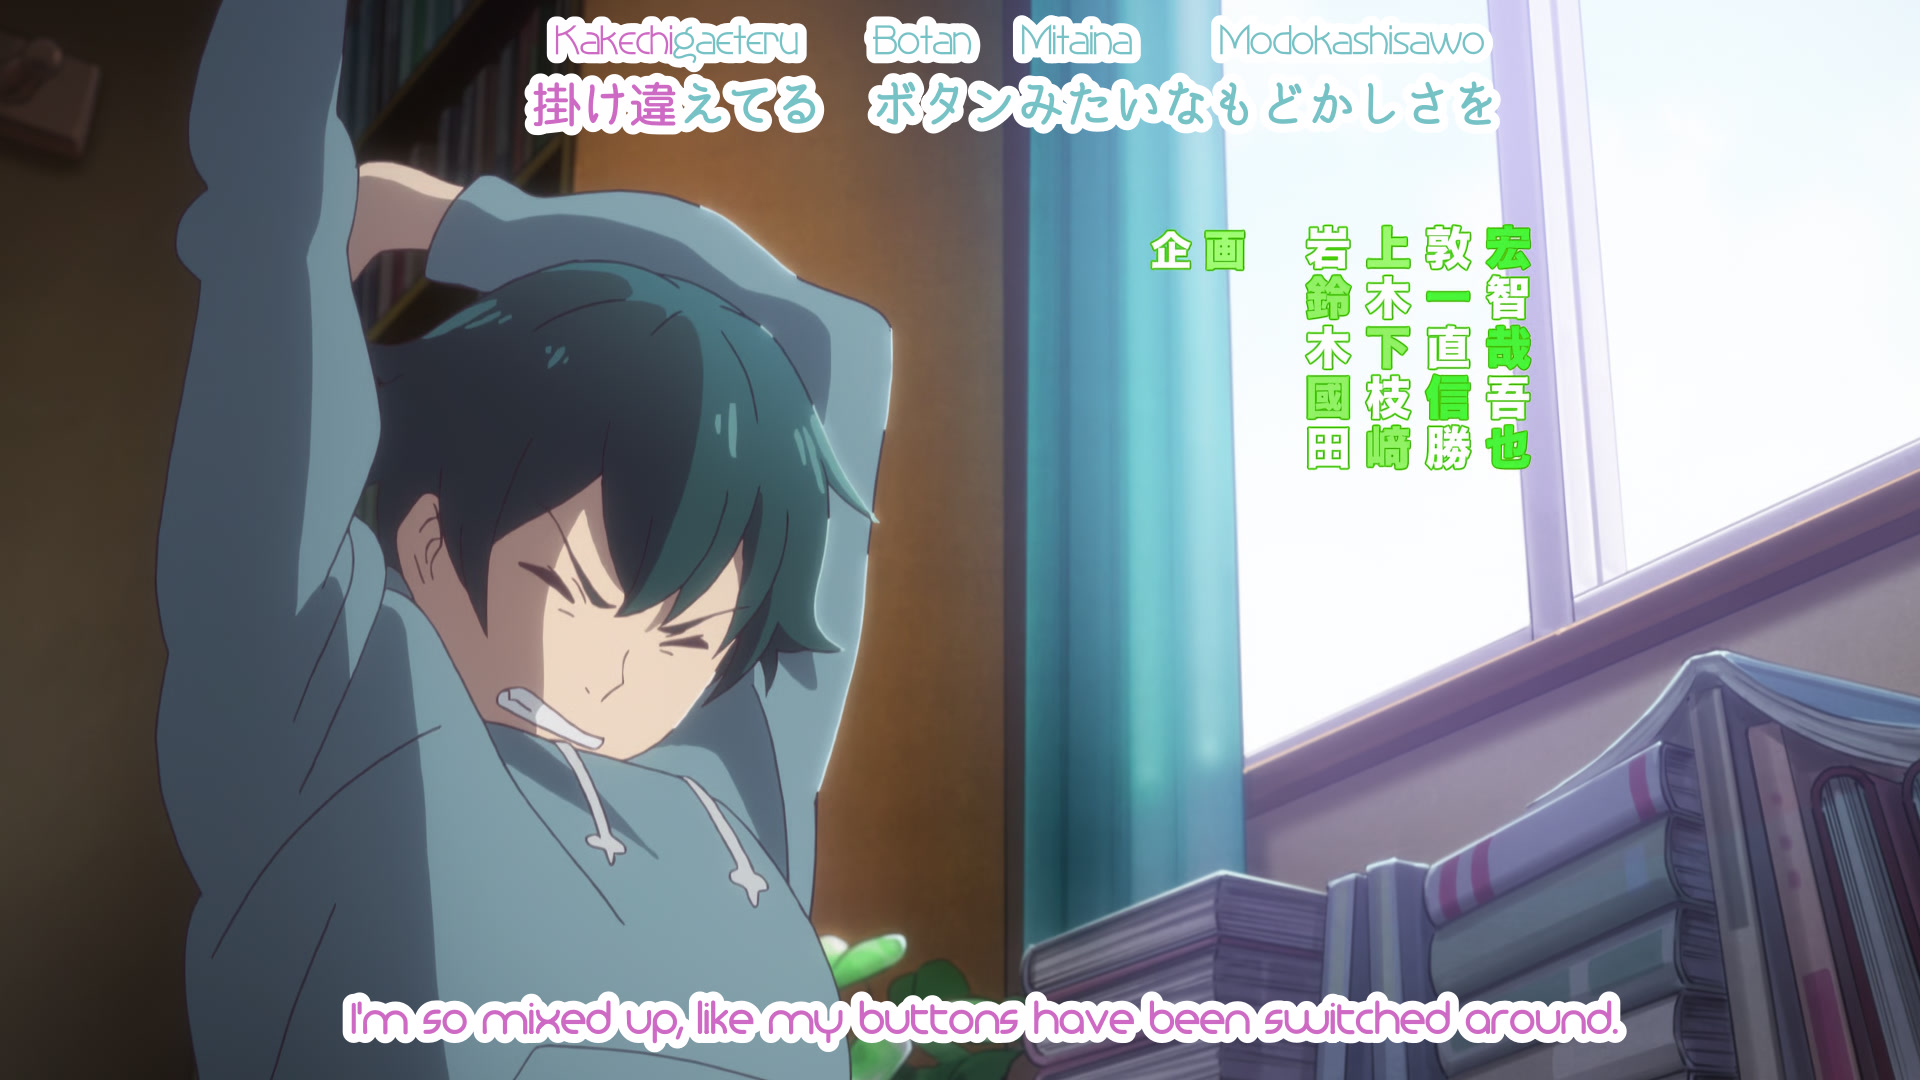 Kakechigaeteru Botan Mitaina Modokashisawo
掛け違えてる ボタンみたいなもどかしさを
企画 岩上敦宏
鈴木一智
木下直哉
國枝信吾
田﨑勝也
I'm so mixed up, like my buttons have been switched around.